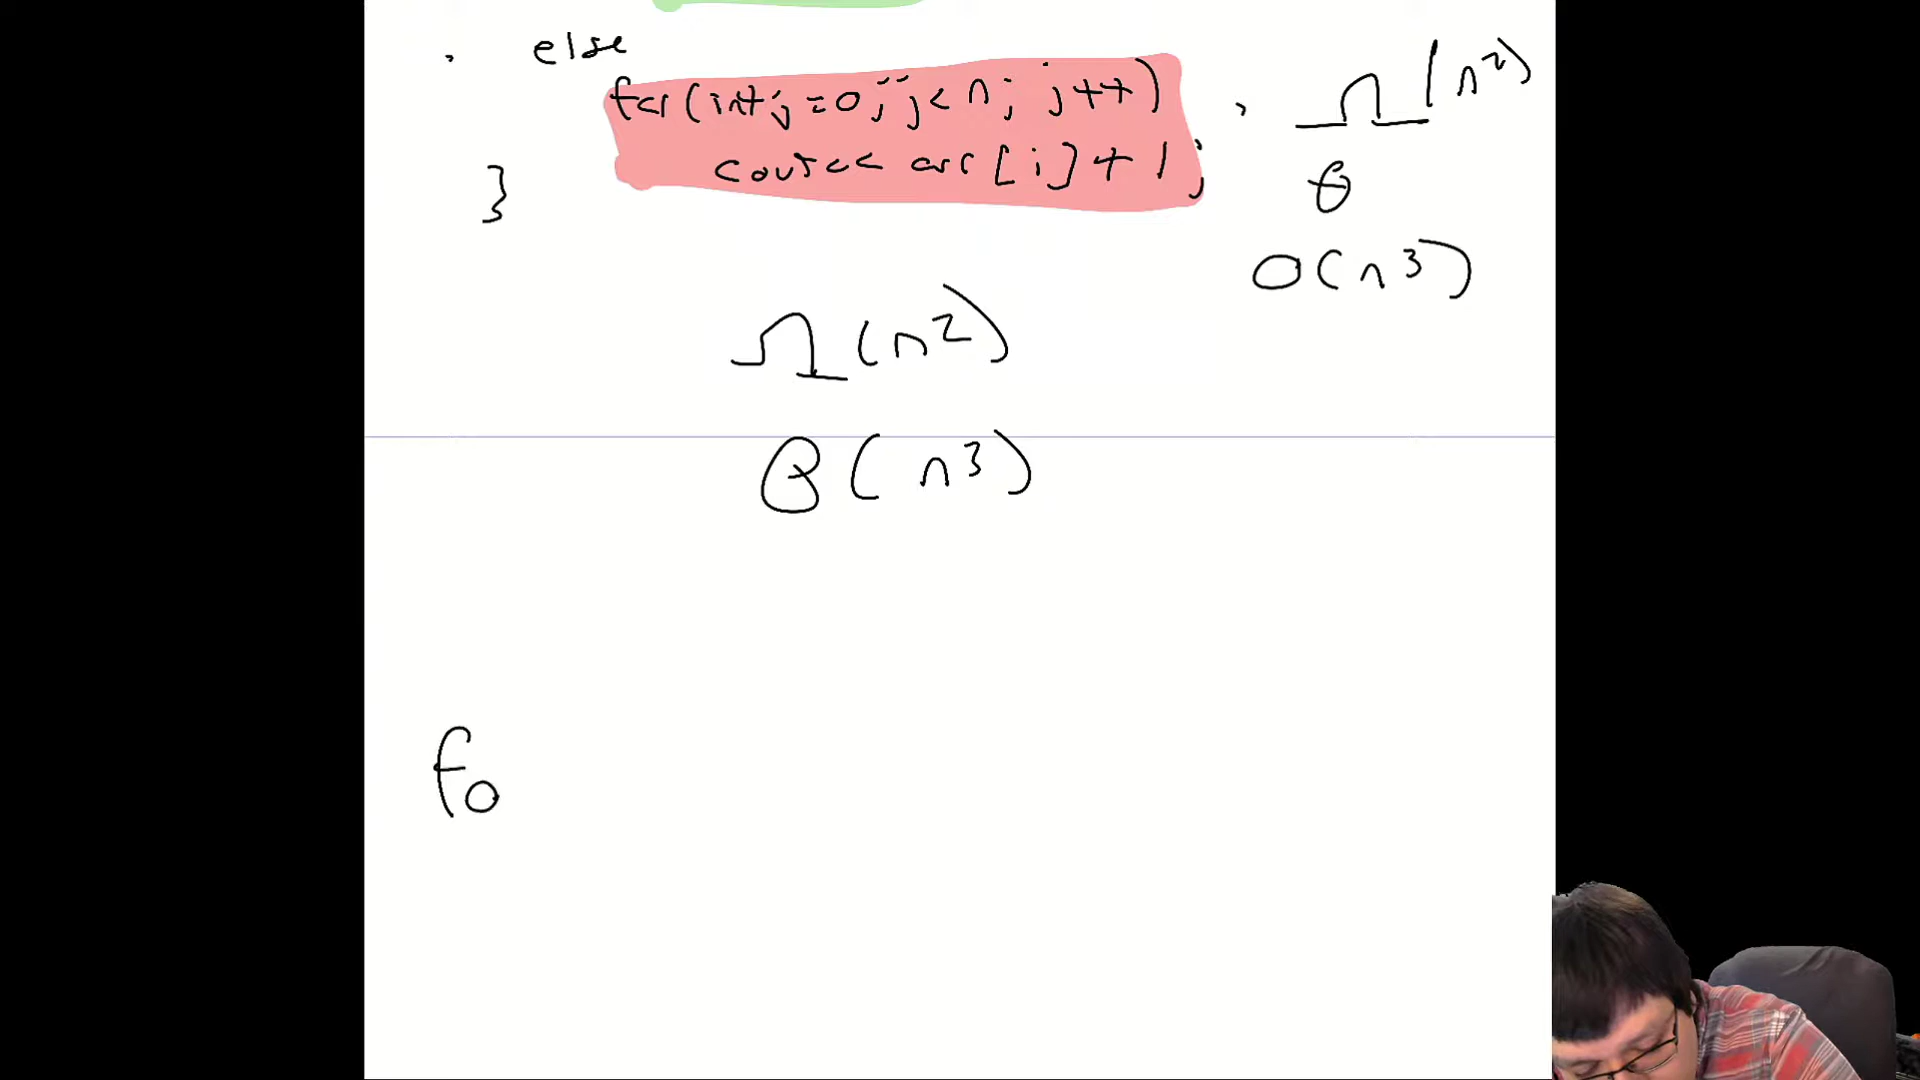 else
for(int j=0; j<n; j++)
cout<< arr[i]+1;
}
Ω(n²)
θ
O(n³)
Ω(n²)
θ(n³)
fo